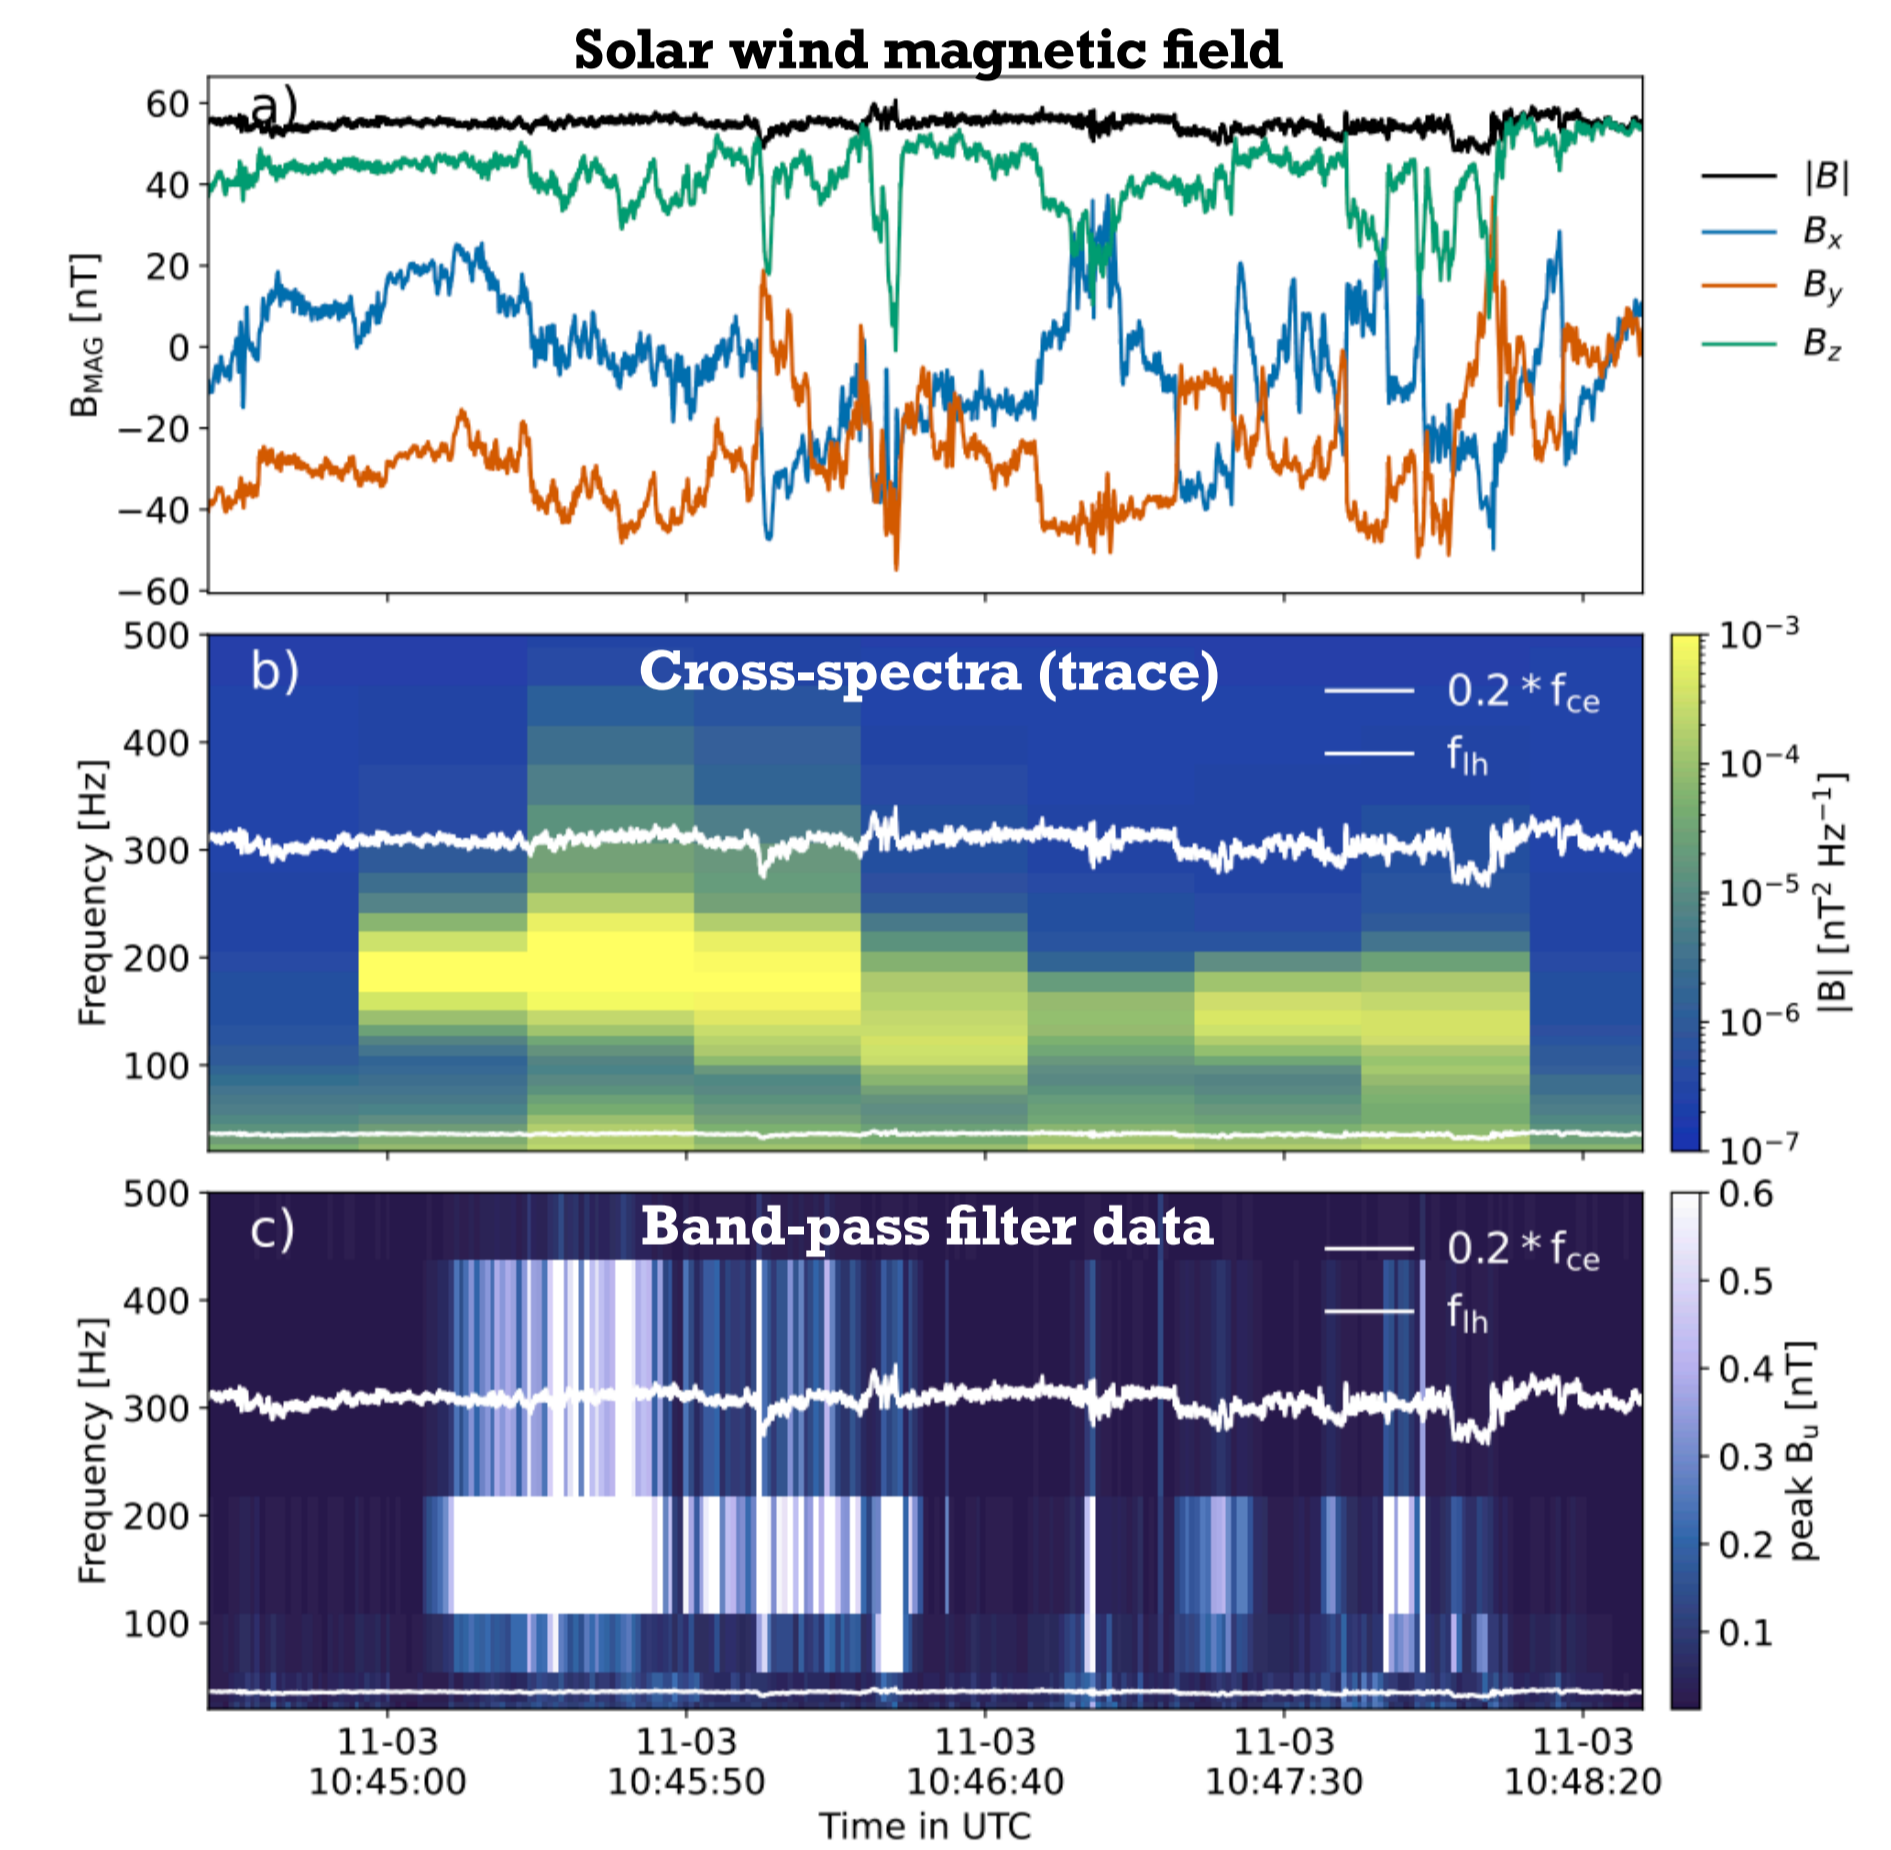 Solar wind magnetic field
a)
60
40
20
0
−20
−40
−60
B_MAG [nT]
|B|
B_x
B_y
B_z
Cross-spectra (trace)
b)
0.2 * f_ce
f_lh
500
400
300
200
100
Frequency [Hz]
10^−3
10^−4
10^−5
10^−6
10^−7
|B| [nT^2 Hz^−1]
Band-pass filter data
c)
0.2 * f_ce
f_lh
500
400
300
200
100
Frequency [Hz]
0.6
0.5
0.4
0.3
0.2
0.1
peak B_u [nT]
11-03 11-03 11-03 11-03 11-03
10:45:00 10:45:50 10:46:40 10:47:30 10:48:20
Time in UTC